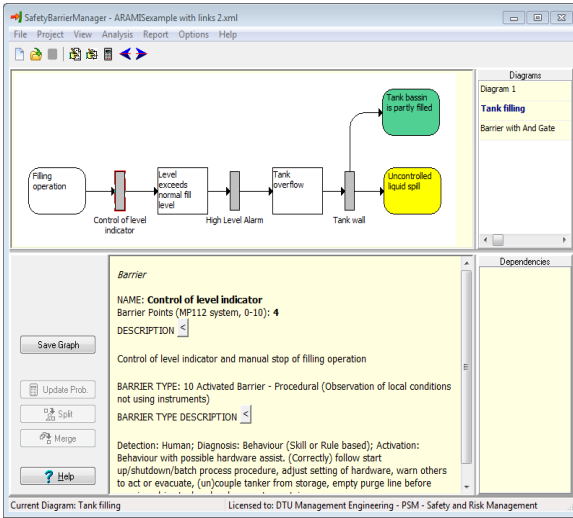 SafetyBarrierManager - ARAMISexample with links 2.xml
File Project View Analysis Report Options Help
Diagrams
Diagram 1
Tank filling
Barrier with And Gate
Tank bassin
is partly filled
Filling
operation
Level
exceeds
normal fill
level
Tank
overflow
Uncontrolled
liquid spill
Control of level
indicator
High Level Alarm
Tank wall
Dependencies
Save Graph
Update Prob.
Split
Merge
Help
Barrier
NAME: Control of level indicator
Barrier Points (MP112 system, 0-10): 4
DESCRIPTION <
Control of level indicator and manual stop of filling operation
BARRIER TYPE: 10 Activated Barrier - Procedural (Observation of local conditions
not using instruments)
BARRIER TYPE DESCRIPTION <
Detection: Human; Diagnosis: Behaviour (Skill or Rule based); Activation:
Behaviour with possible hardware assist. (Correctly) follow start
up/shutdown/batch process procedure, adjust setting of hardware, warn others
to act or evacuate, (un)couple tanker from storage, empty purge line before
Current Diagram: Tank filling
Licensed to: DTU Management Engineering - PSM - Safety and Risk Management